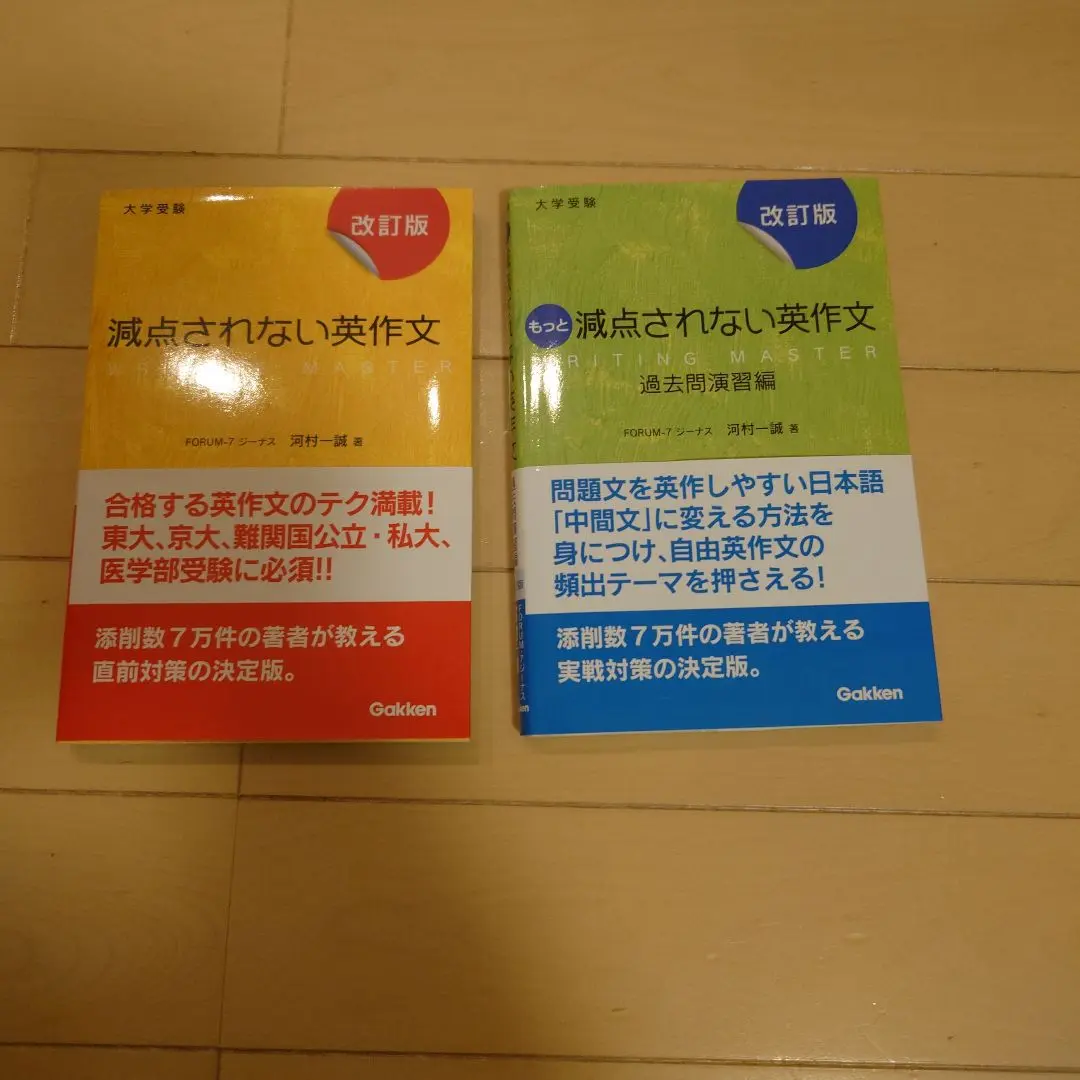 大学受験
改訂版
減点されない英作文
WRITING MASTER
FORUM-7 ジーナス 河村一誠 著
合格する英作文のテク満載!
東大、京大、難関国公立・私大、
医学部受験に必須!!
添削数7万件の著者が教える
直前対策の決定版。
Gakken
大学受験
改訂版
もっと 減点されない英作文
WRITING MASTER
過去問演習編
FORUM-7 ジーナス 河村一誠 著
問題文を英作しやすい日本語
「中間文」に変える方法を
身につけ、自由英作文の
頻出テーマを押さえる!
添削数7万件の著者が教える
実戦対策の決定版。
Gakken